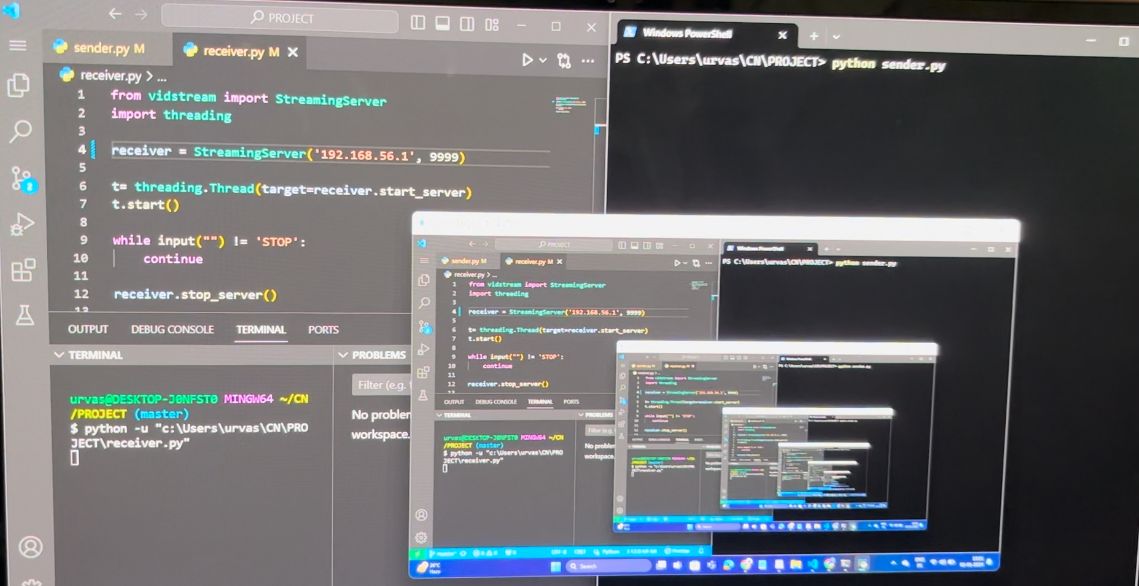 PROJECT
sender.py M
receiver.py M
receiver.py > ...
1 from vidstream import StreamingServer
2 import threading
3
4 receiver = StreamingServer('192.168.56.1', 9999)
5
6 t= threading.Thread(target=receiver.start_server)
7 t.start()
8
9 while input("") != 'STOP':
10 continue
11
12 receiver.stop_server()
13
OUTPUT DEBUG CONSOLE TERMINAL PORTS
TERMINAL
PROBLEMS
Filter (e.g.
No problem
workspace.
urvas@DESKTOP-J0NFST0 MINGW64 ~/CN
/PROJECT (master)
$ python -u "c:\Users\urvas\CN\PRO
JECT\receiver.py"
Windows PowerShell
PS C:\Users\urvas\CN\PROJECT> python sender.py
PROJECT
sender.py M
receiver.py M
receiver.py > ...
1 from vidstream import StreamingServer
2 import threading
3
4 receiver = StreamingServer('192.168.56.1', 9999)
5
6 t= threading.Thread(target=receiver.start_server)
7 t.start()
8
9 while input("") != 'STOP':
10 continue
11
12 receiver.stop_server()
OUTPUT DEBUG CONSOLE TERMINAL PORTS
TERMINAL
PROBLEMS
Filter (e.g.
No problem
workspace.
urvas@DESKTOP-J0NFST0 MINGW64 ~/CN
/PROJECT (master)
$ python -u "c:\Users\urvas\CN\PRO
JECT\receiver.py"
Windows PowerShell
PS C:\Users\urvas\CN\PROJECT> python sender.py
Search